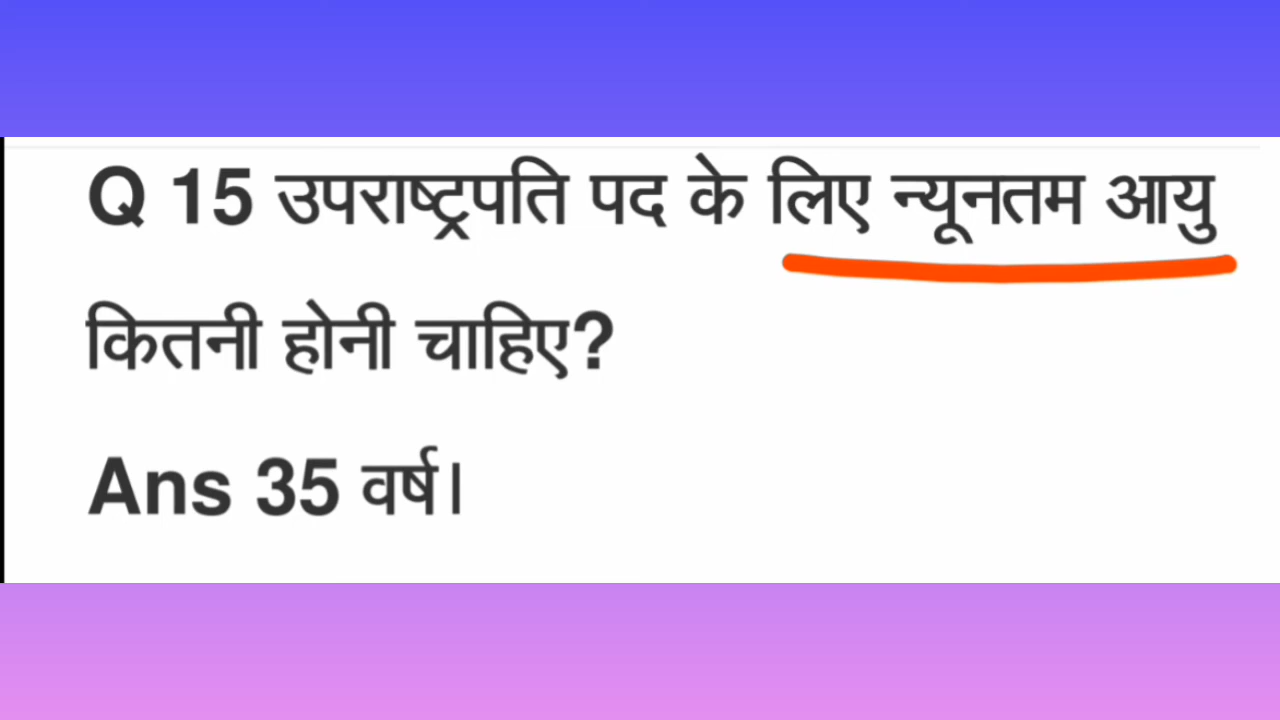 Q 15 उपराष्ट्रपति पद के लिए न्यूनतम आयु
कितनी होनी चाहिए?
Ans 35 वर्ष।